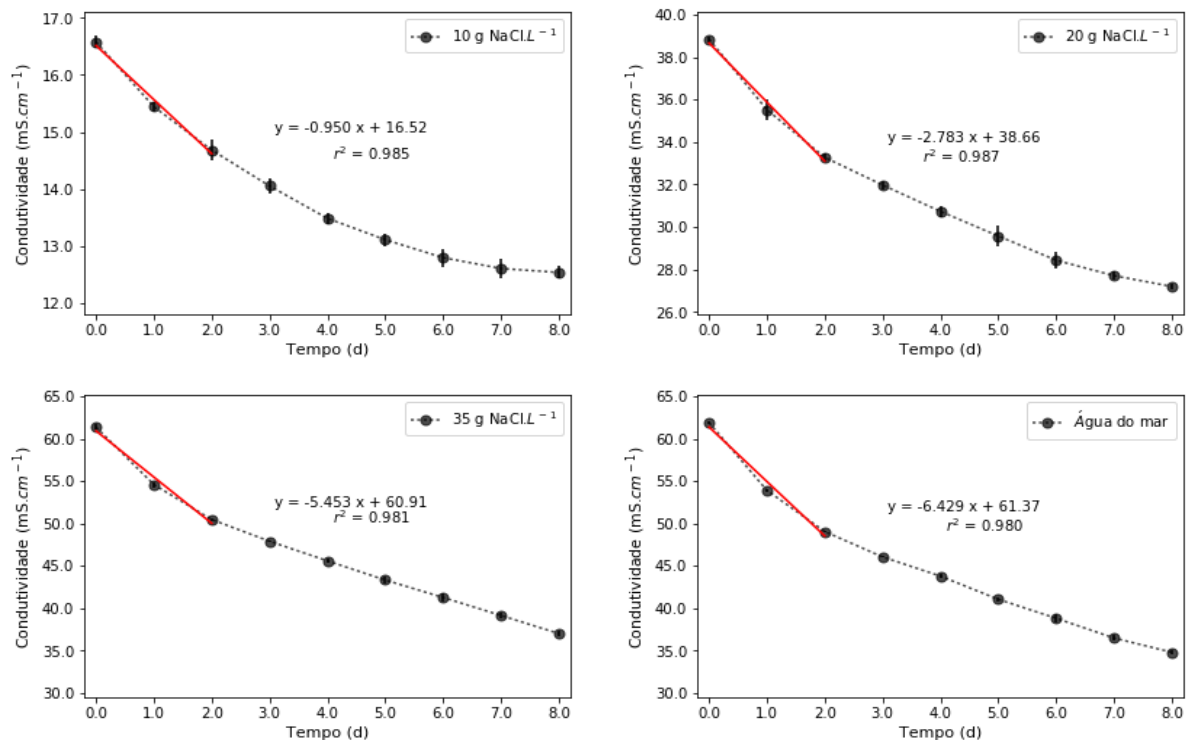 17.0
16.0
15.0
14.0
13.0
12.0
Condutividade (mS.cm⁻¹)
10 g NaCl.L⁻¹
y = -0.950 x + 16.52
r² = 0.985
0.0 1.0 2.0 3.0 4.0 5.0 6.0 7.0 8.0
Tempo (d)
40.0
38.0
36.0
34.0
32.0
30.0
28.0
26.0
Condutividade (mS.cm⁻¹)
20 g NaCl.L⁻¹
y = -2.783 x + 38.66
r² = 0.987
0.0 1.0 2.0 3.0 4.0 5.0 6.0 7.0 8.0
Tempo (d)
65.0
60.0
55.0
50.0
45.0
40.0
35.0
30.0
Condutividade (mS.cm⁻¹)
35 g NaCl.L⁻¹
y = -5.453 x + 60.91
r² = 0.981
0.0 1.0 2.0 3.0 4.0 5.0 6.0 7.0 8.0
Tempo (d)
65.0
60.0
55.0
50.0
45.0
40.0
35.0
30.0
Condutividade (mS.cm⁻¹)
Água do mar
y = -6.429 x + 61.37
r² = 0.980
0.0 1.0 2.0 3.0 4.0 5.0 6.0 7.0 8.0
Tempo (d)